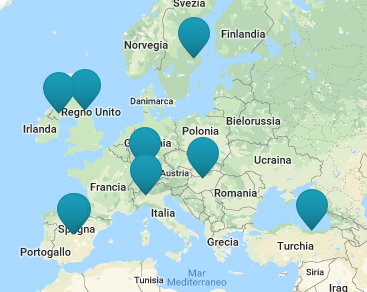 Svezia
Finlandia
Norvegia
Danimarca
Regno Unito
Irlanda
Bielorussia
Polonia
Ucraina
Austria
Francia
Romania
Italia
Spagna
Portogallo
Grecia
Turchia
Mar
Mediterraneo
Tunisia
Siria
Iraq